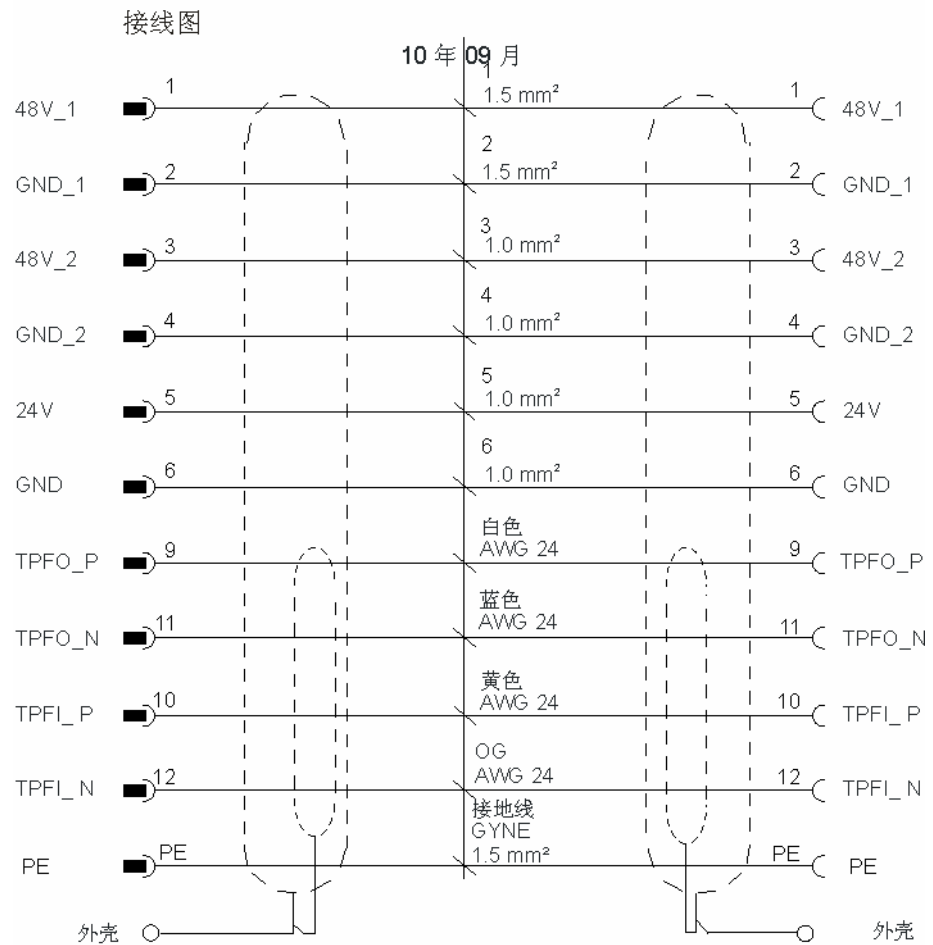 接线图
10 年 09 月
48V_1 1 1 1.5 mm² 1 48V_1
GND_1 2 2 1.5 mm² 2 GND_1
48V_2 3 3 1.0 mm² 3 48V_2
GND_2 4 4 1.0 mm² 4 GND_2
24V 5 5 1.0 mm² 5 24V
GND 6 6 1.0 mm² 6 GND
TPFO_P 9 白色 AWG 24 9 TPFO_P
TPFO_N 11 蓝色 AWG 24 11 TPFO_N
TPFI_P 10 黄色 AWG 24 10 TPFI_P
TPFI_N 12 OG AWG 24 12 TPFI_N
PE PE 接地线 GYNE 1.5 mm² PE PE
外壳 外壳